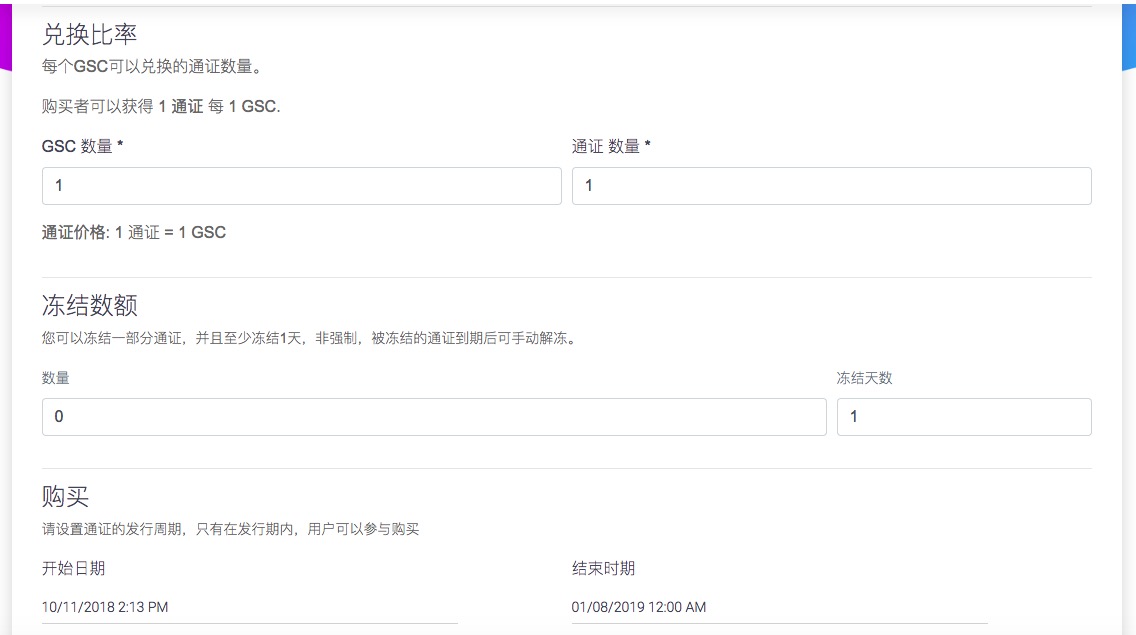 兑换比率
每个GSC可以兑换的通证数量。
购买者可以获得 1 通证 每 1 GSC.
GSC 数量 * 通证 数量 *
1 1
通证价格: 1 通证 = 1 GSC
冻结数额
您可以冻结一部分通证，并且至少冻结1天，非强制，被冻结的通证到期后可手动解冻。
数量 冻结天数
0 1
购买
请设置通证的发行周期，只有在发行期内，用户可以参与购买
开始日期 结束时期
10/11/2018 2:13 PM 01/08/2019 12:00 AM